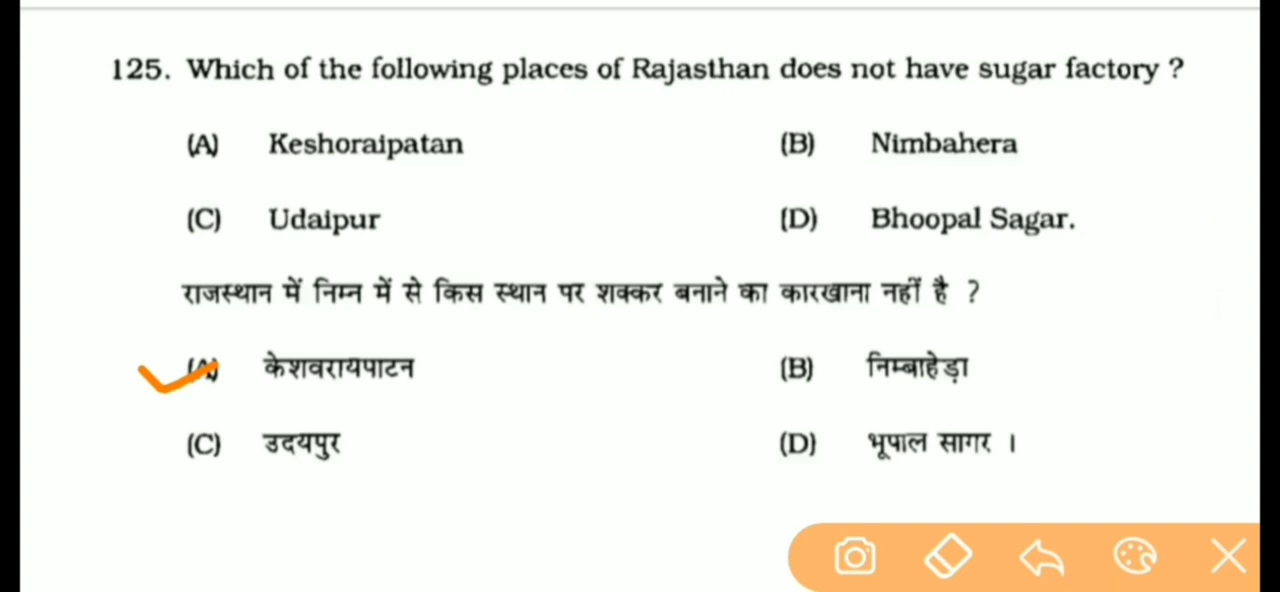 125. Which of the following places of Rajasthan does not have sugar factory ?
(A) Keshoraipatan (B) Nimbahera
(C) Udaipur (D) Bhoopal Sagar.
राजस्थान में निम्न में से किस स्थान पर शक्कर बनाने का कारखाना नहीं है ?
(A) केशवरायपाटन (B) निम्बाहेड़ा
(C) उदयपुर (D) भूपाल सागर ।